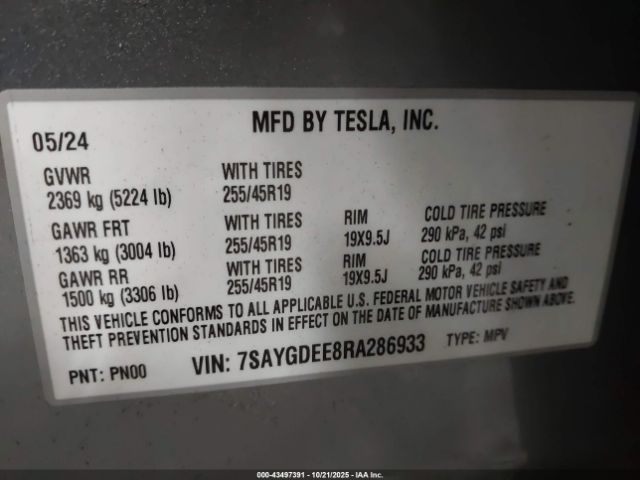 MFD BY TESLA, INC.
05/24
GVWR WITH TIRES
2369 kg (5224 lb) 255/45R19
GAWR FRT WITH TIRES RIM COLD TIRE PRESSURE
1363 kg (3004 lb) 255/45R19 19X9.5J 290 kPa, 42 psi
GAWR RR WITH TIRES RIM COLD TIRE PRESSURE
1500 kg (3306 lb) 255/45R19 19X9.5J 290 kPa, 42 psi
THIS VEHICLE CONFORMS TO ALL APPLICABLE U.S. FEDERAL MOTOR VEHICLE SAFETY AND
THEFT PREVENTION STANDARDS IN EFFECT ON THE DATE OF MANUFACTURE SHOWN ABOVE.
PNT: PN00 VIN: 7SAYGDEE8RA286933 TYPE: MPV
000-43497391 - 10/21/2025 - IAA Inc.